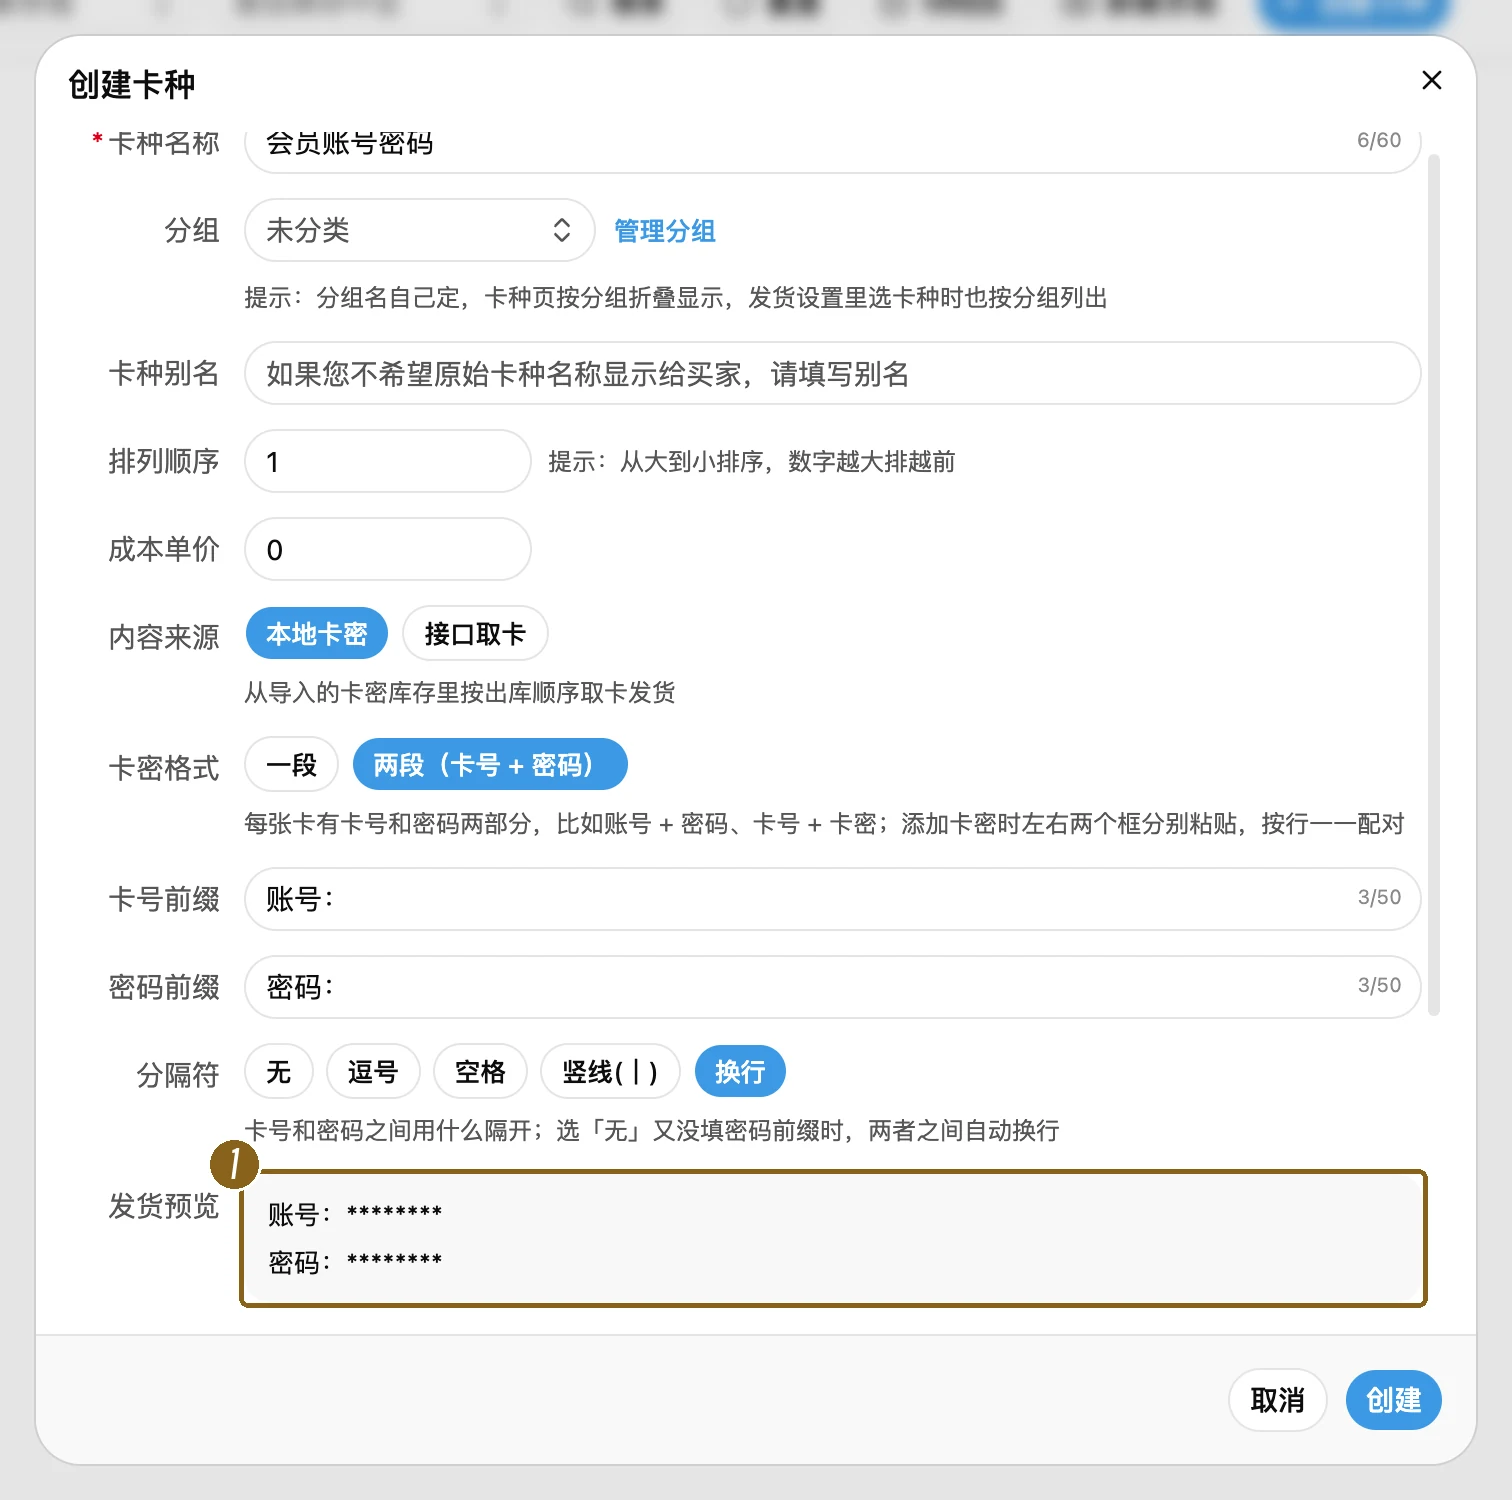 创建卡种
* 卡种名称 会员账号密码 6/60
分组 未分类 管理分组
提示：分组名自己定，卡种页按分组折叠显示，发货设置里选卡种时也按分组列出
卡种别名 如果您不希望原始卡种名称显示给买家，请填写别名
排列顺序 1 提示：从大到小排序，数字越大排越前
成本单价 0
内容来源 本地卡密 接口取卡
从导入的卡密库存里按出库顺序取卡发货
卡密格式 一段 两段（卡号 + 密码）
每张卡有卡号和密码两部分，比如账号 + 密码、卡号 + 卡密；添加卡密时左右两个框分别粘贴，按行一一配对
卡号前缀 账号： 3/50
密码前缀 密码： 3/50
分隔符 无 逗号 空格 竖线(｜) 换行
卡号和密码之间用什么隔开；选「无」又没填密码前缀时，两者之间自动换行
1
发货预览 账号：********
密码：********
取消 创建